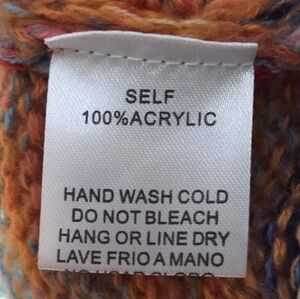 SELF
100%ACRYLIC
HAND WASH COLD
DO NOT BLEACH
HANG OR LINE DRY
LAVE FRIO A MANO